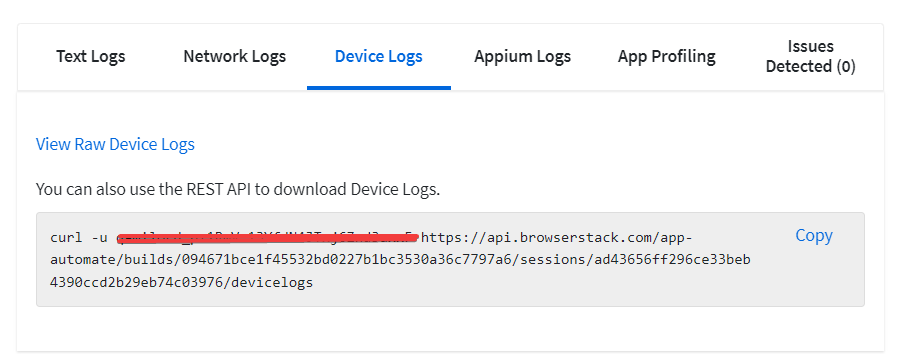 Text Logs
Network Logs
Device Logs
Appium Logs
App Profiling
Issues
Detected (0)
View Raw Device Logs
You can also use the REST API to download Device Logs.
curl -u https://api.browserstack.com/app-
Copy
automate/builds/094671bce1f45532bd0227b1bc3530a36c7797a6/sessions/ad43656ff296ce33beb
4390ccd2b29eb74c03976/devicelogs